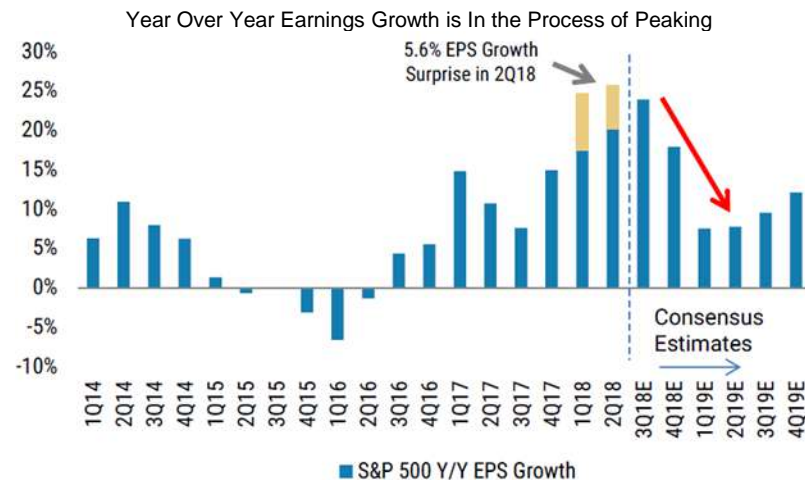 Year Over Year Earnings Growth is In the Process of Peaking
30%
25%
20%
15%
10%
5%
0%
-5%
-10%
5.6% EPS Growth
Surprise in 2Q18
Consensus
Estimates
1Q14
2Q14
3Q14
4Q14
1Q15
2Q15
3Q15
4Q15
1Q16
2Q16
3Q16
4Q16
1Q17
2Q17
3Q17
4Q17
1Q18
2Q18
3Q18E
4Q18E
1Q19E
2Q19E
3Q19E
4Q19E
S&P 500 Y/Y EPS Growth